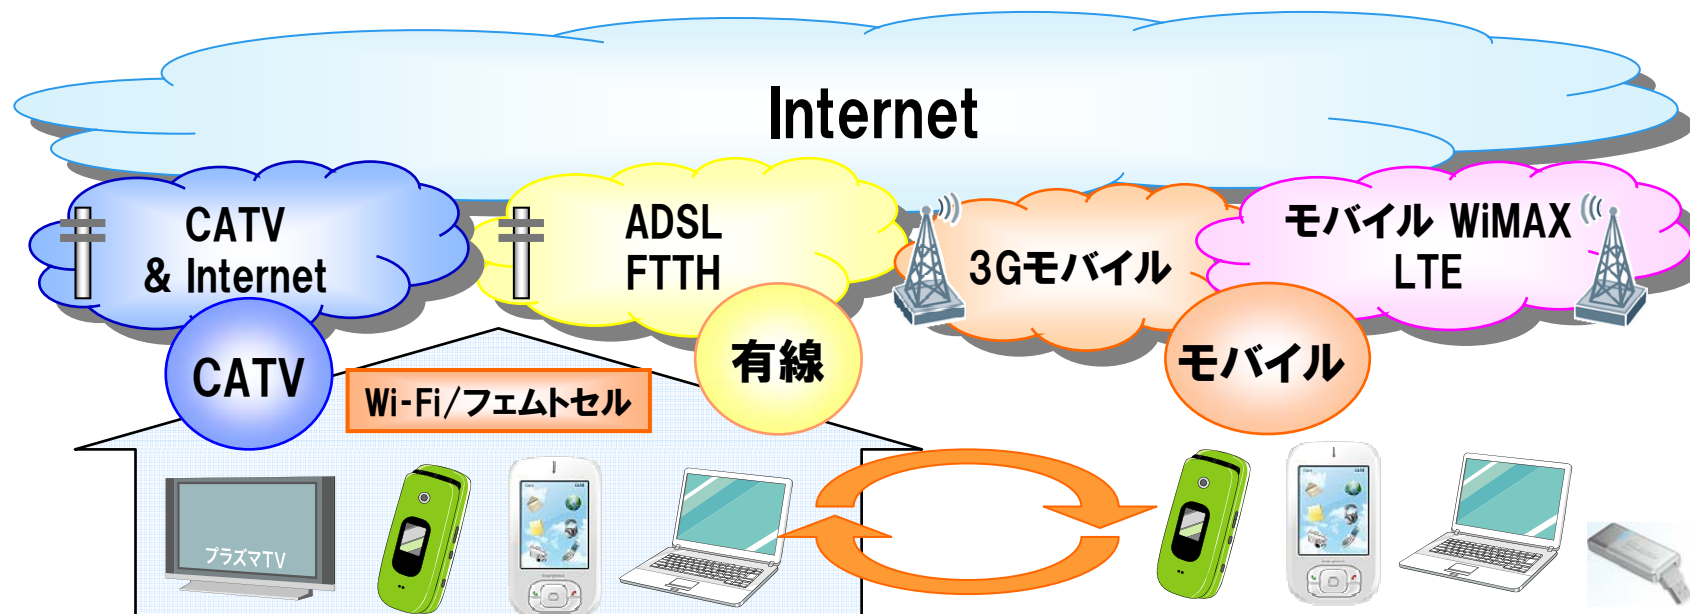 Internet
CATV
& Internet
ADSL
FTTH
3Gモバイル
モバイル WiMAX
LTE
CATV
Wi-Fi/フェムトセル
有線
モバイル
プラズマTV